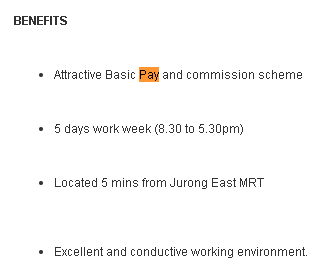 BENEFITS
Attractive Basic Pay and commission scheme
5 days work week (8.30 to 5.30pm)
Located 5 mins from Jurong East MRT
Excellent and conductive working environment.